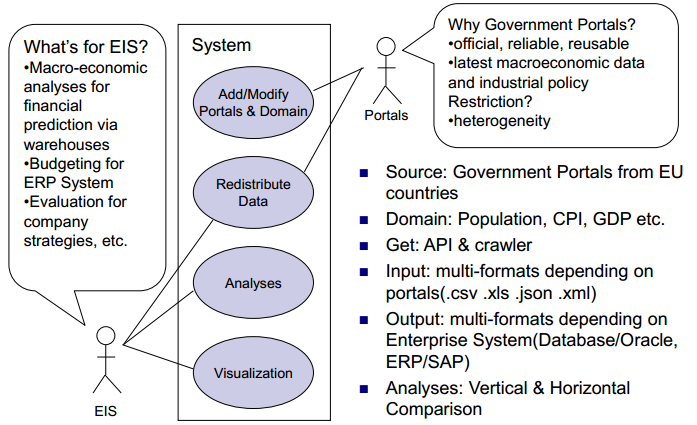 What's for EIS?
•Macro-economic
analyses for
financial
prediction via
warehouses
•Budgeting for
ERP System
•Evaluation for
company
strategies, etc.
EIS
System
Add/Modify
Portals & Domain
Redistribute
Data
Analyses
Visualization
Portals
Why Government Portals?
•official, reliable, reusable
•latest macroeconomic data
and industrial policy
Restriction?
•heterogeneity
■ Source: Government Portals from EU
countries
■ Domain: Population, CPI, GDP etc.
■ Get: API & crawler
■ Input: multi-formats depending on
portals(.csv .xls .json .xml)
■ Output: multi-formats depending on
Enterprise System(Database/Oracle,
ERP/SAP)
■ Analyses: Vertical & Horizontal
Comparison